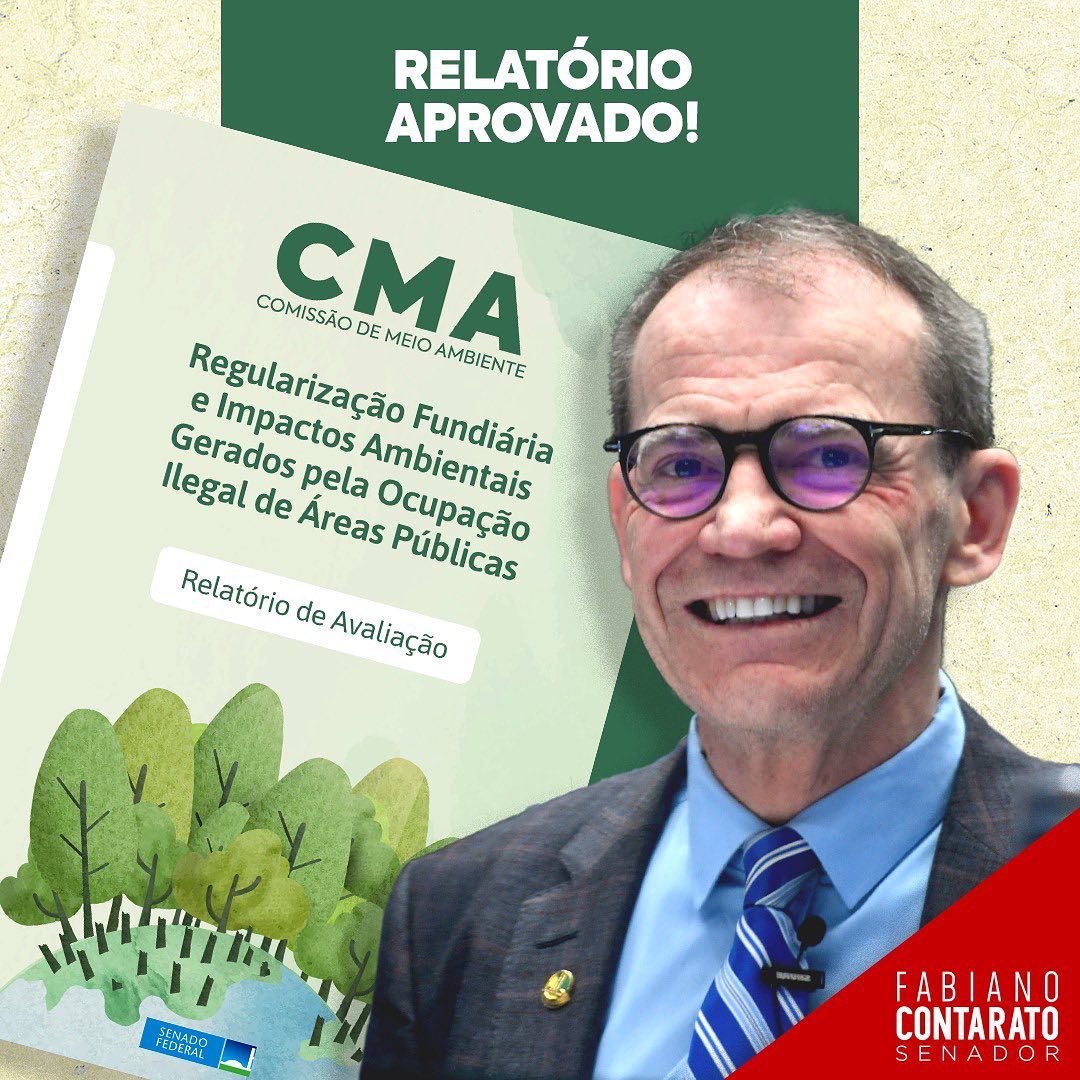 RELATÓRIO
APROVADO!
CMA
COMISSÃO DE MEIO AMBIENTE
Regularização Fundiária
e Impactos Ambientais
Gerados pela Ocupação
Ilegal de Áreas Públicas
Relatório de Avaliação
SENADO
FEDERAL
FABIANO
CONTARATO
SENADOR